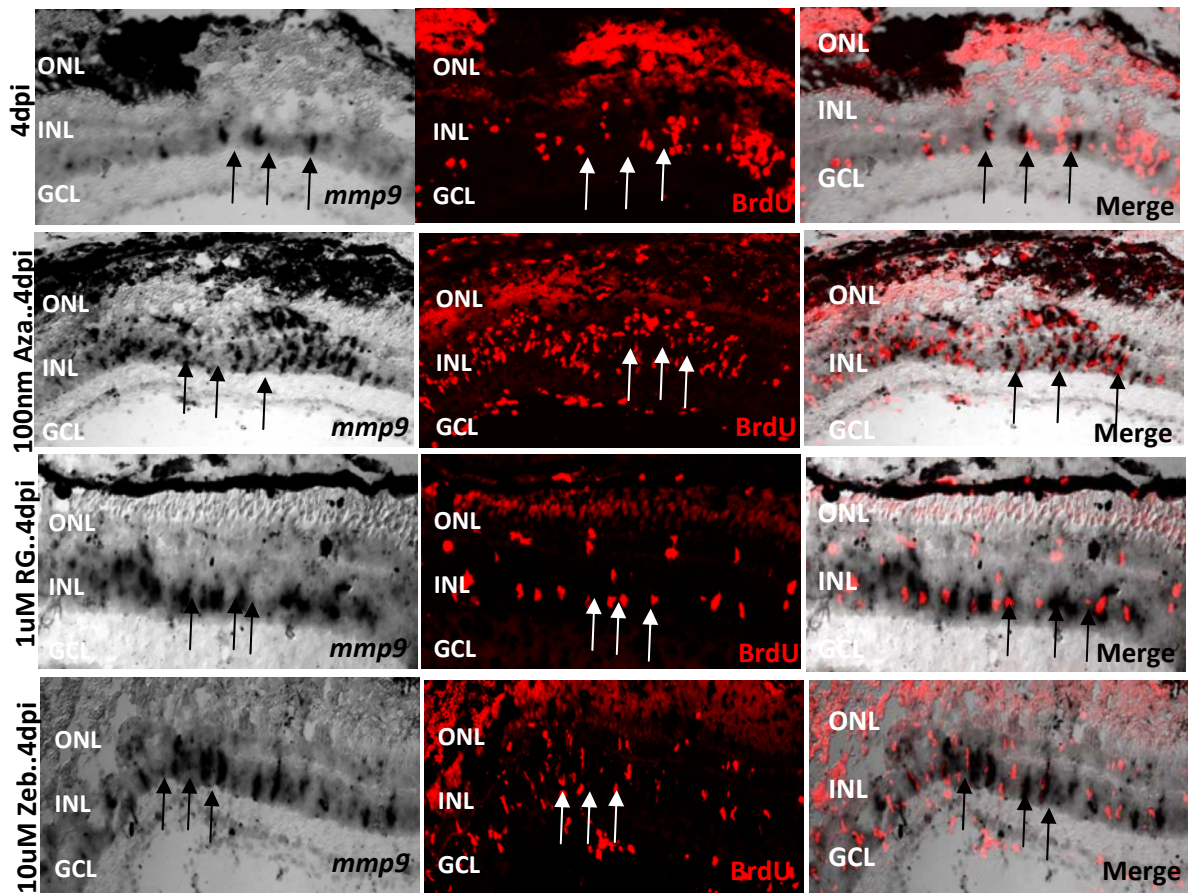 4dpi
ONL
INL
GCL
mmp9
ONL
INL
GCL
BrdU
ONL
INL
GCL
Merge
100nm Aza..4dpi
ONL
INL
GCL
mmp9
ONL
INL
GCL
BrdU
ONL
INL
GCL
Merge
1uM RG..4dpi
ONL
INL
GCL
mmp9
ONL
INL
GCL
BrdU
ONL
INL
GCL
Merge
10uM Zeb..4dpi
ONL
INL
GCL
mmp9
ONL
INL
GCL
BrdU
ONL
INL
GCL
Merge